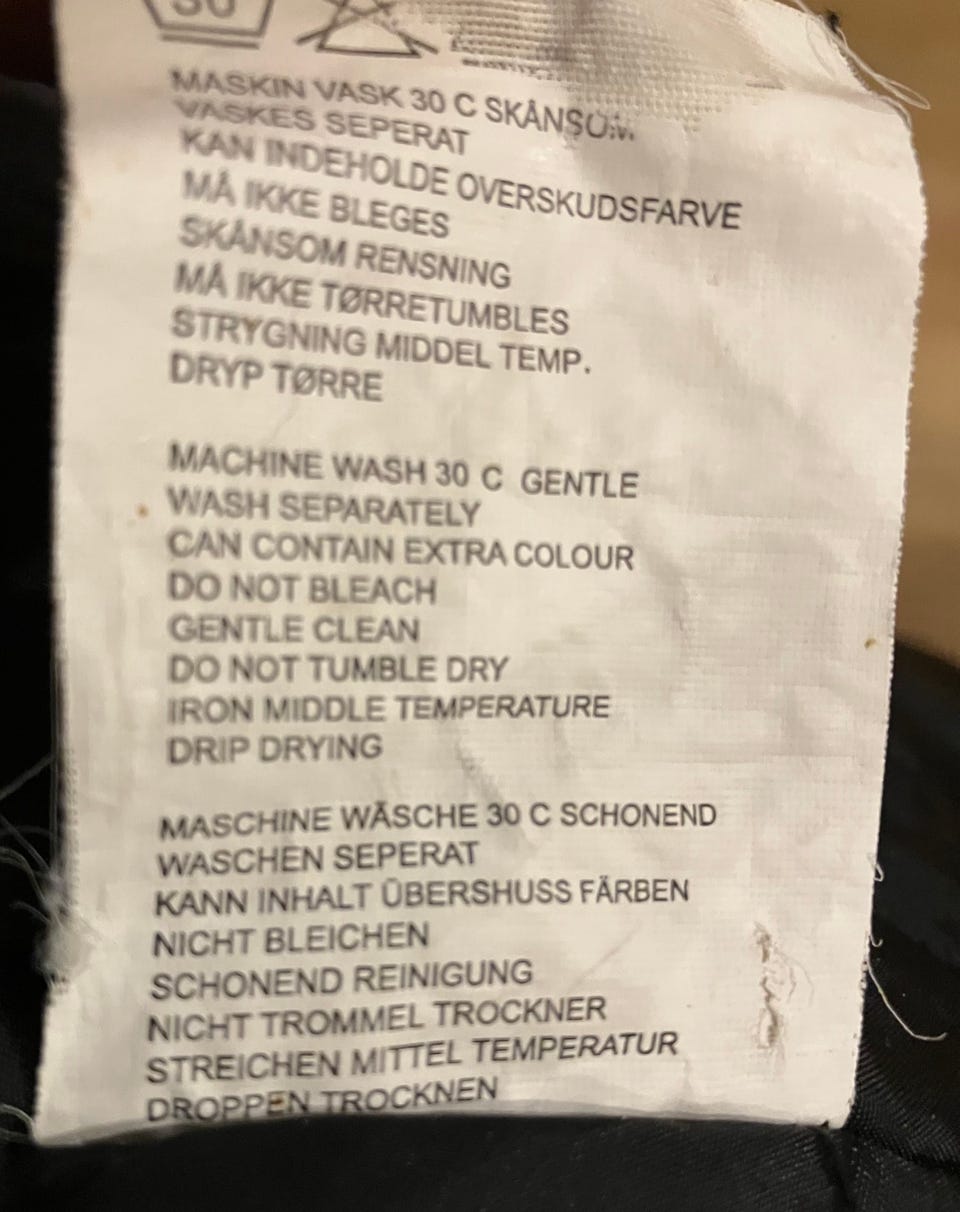 30
MASKIN VASK 30 C SKÅNSOM
VASKES SEPERAT
KAN INDEHOLDE OVERSKUDSFARVE
MÅ IKKE BLEGES
SKÅNSOM RENSNING
MÅ IKKE TØRRETUMBLES
STRYGNING MIDDEL TEMP.
DRYP TØRRE
MACHINE WASH 30 C GENTLE
WASH SEPARATELY
CAN CONTAIN EXTRA COLOUR
DO NOT BLEACH
GENTLE CLEAN
DO NOT TUMBLE DRY
IRON MIDDLE TEMPERATURE
DRIP DRYING
MASCHINE WÄSCHE 30 C SCHONEND
WASCHEN SEPERAT
KANN INHALT ÜBERSHUSS FÄRBEN
NICHT BLEICHEN
SCHONEND REINIGUNG
NICHT TROMMEL TROCKNER
STREICHEN MITTEL TEMPERATUR
DROPPEN TROCKNEN